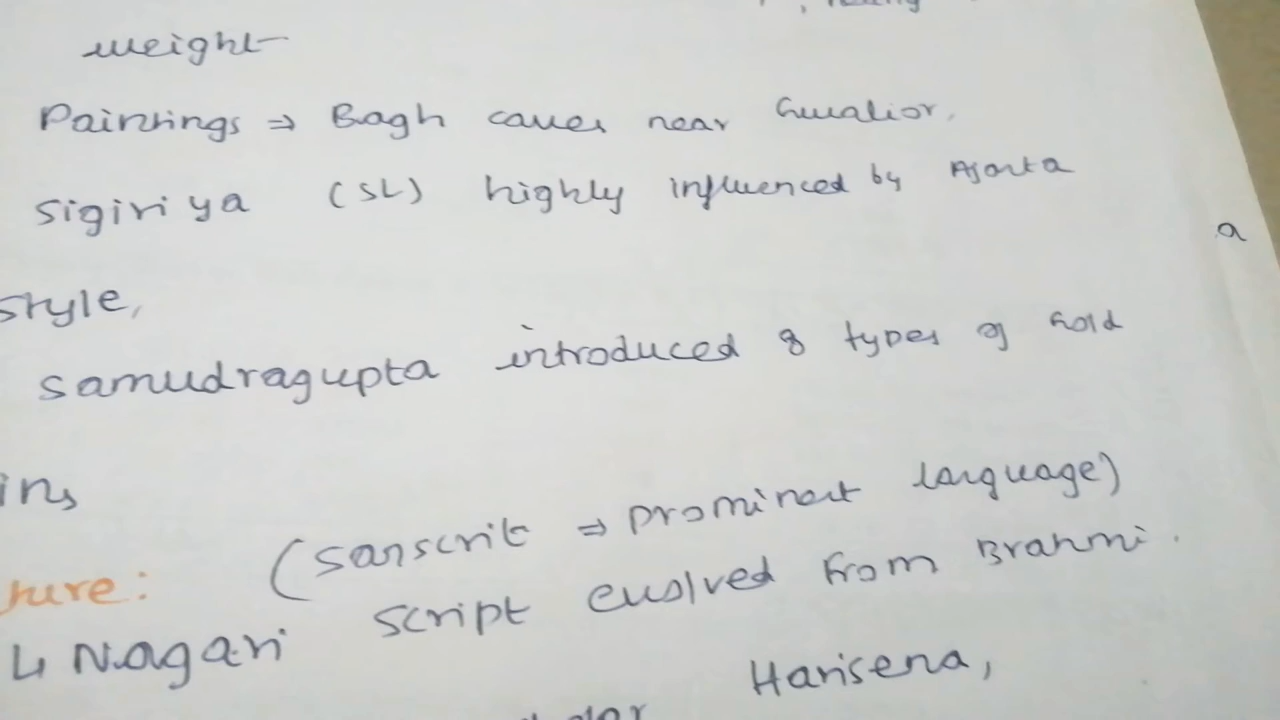 weight
Paintings ⇒ Bagh caves near Gwalior.
Sigiriya (SL) highly influenced by Ajanta
style,
a
Samudragupta introduced 8 types of Gold
ins
(Sanscrit ⇒ prominent language)
ture:
↳ Nagari script evolved from Brahmi.
Harisena,